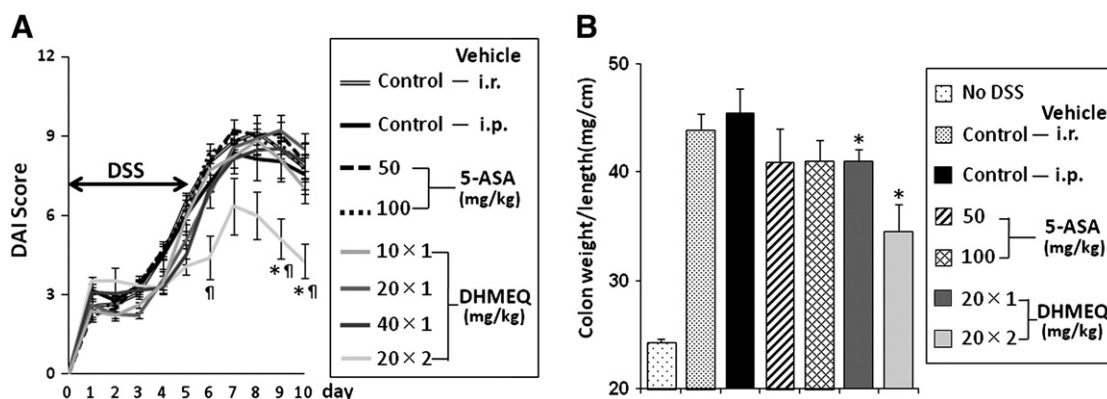 A
DAI Score
12
9
6
3
0
DSS
0 1 2 3 4 5 6 7 8 9 10 day
¶
*¶
*¶
Vehicle
Control — i.r.
Control — i.p.
50
100
5-ASA
(mg/kg)
10×1
20×1
40×1
20×2
DHMEQ
(mg/kg)
B
Colon weight/length(mg/cm)
50
40
30
20
*
*
No DSS
Vehicle
Control — i.r.
Control — i.p.
50
100
5-ASA
(mg/kg)
20×1
20×2
DHMEQ
(mg/kg)